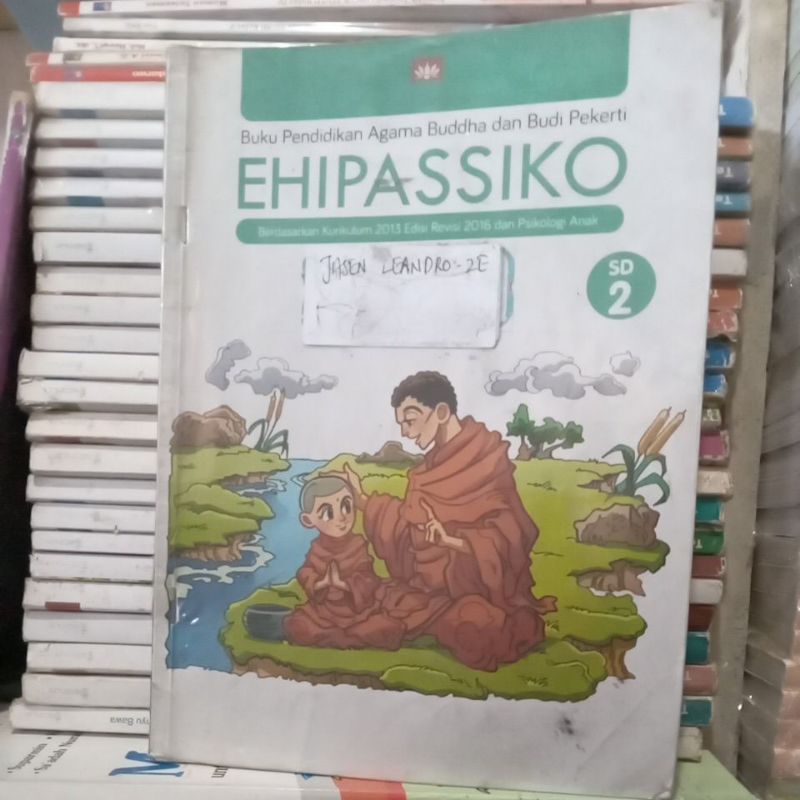 Buku Pendidikan Agama Buddha dan Budi Pekerti
EHIPASSIKO
Berdasarkan Kurikulum 2013 Edisi Revisi 2016 dan Psikologi Anak
JASEN LEANDRO - 2E
SD
2